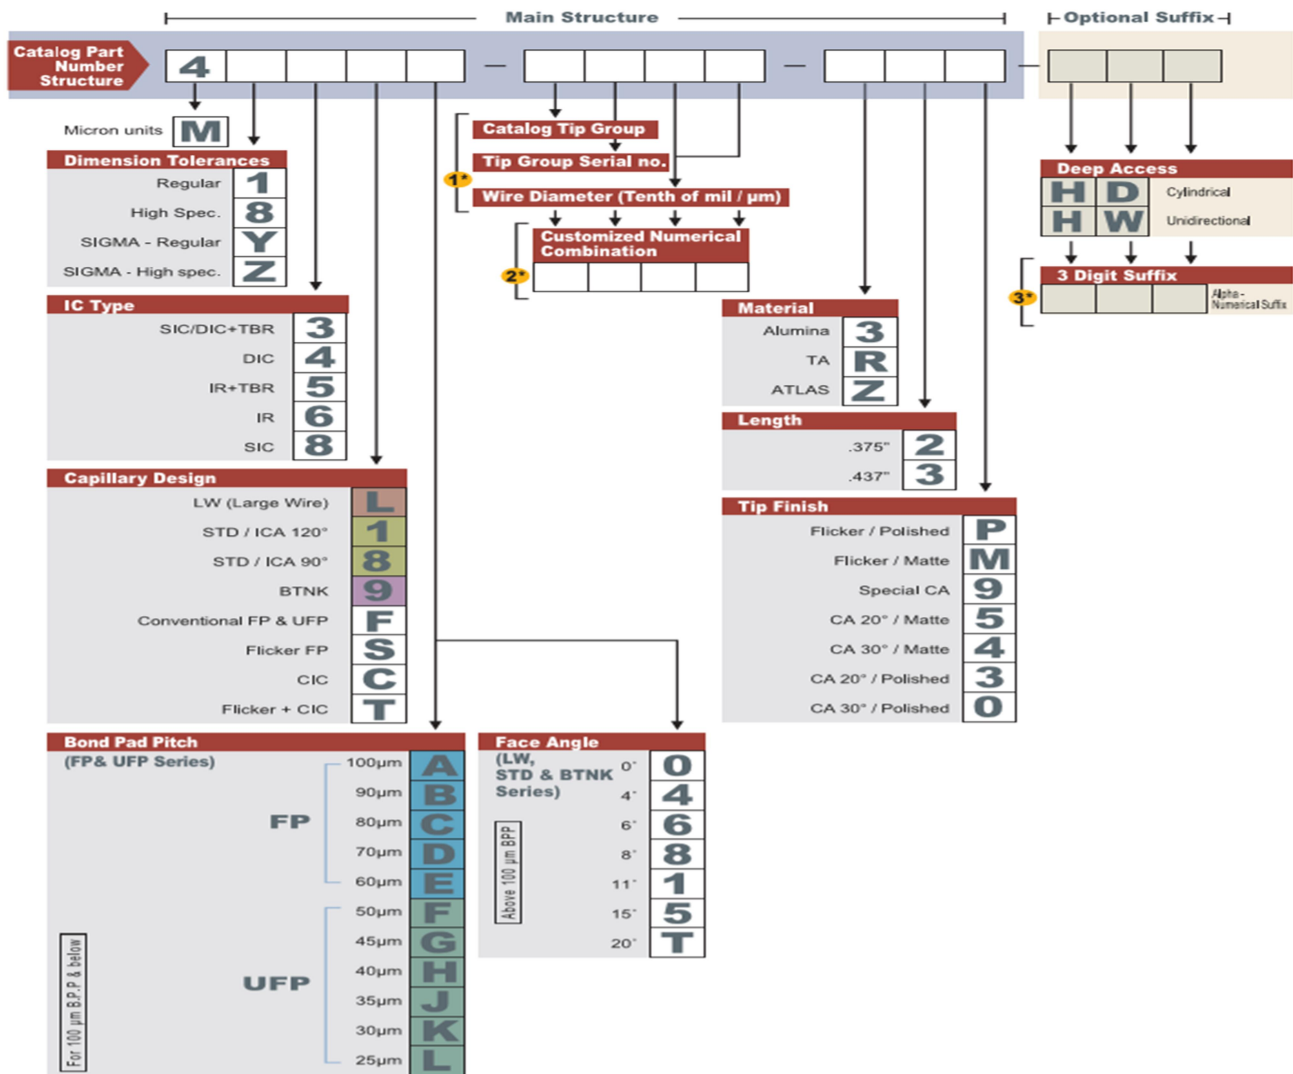 Main Structure
Optional Suffix
Catalog Part
Number
Structure
4
Micron units M
Dimension Tolerances
Regular 1
High Spec. 8
SIGMA - Regular Y
SIGMA - High spec. Z
IC Type
SIC/DIC+TBR 3
DIC 4
IR+TBR 5
IR 6
SIC 8
Capillary Design
LW (Large Wire) L
STD / ICA 120° 1
STD / ICA 90° 8
BTNK 9
Conventional FP & UFP F
Flicker FP S
CIC C
Flicker + CIC T
Bond Pad Pitch
(FP& UFP Series)
100µm A
90µm B
FP
80µm C
70µm D
60µm E
50µm F
45µm G
UFP
40µm H
35µm J
30µm K
25µm L
For 100 µm B.P.P & below
Face Angle
(LW,
STD & BTNK
Series)
0° 0
4° 4
6° 6
8° 8
11° 1
15° 5
20° T
Above 100 µm BPP
1*
Catalog Tip Group
Tip Group Serial no.
Wire Diameter (Tenth of mil / µm)
2*
Customized Numerical
Combination
Material
Alumina 3
TA R
ATLAS Z
Length
.375" 2
.437" 3
Tip Finish
Flicker / Polished P
Flicker / Matte M
Special CA 9
CA 20° / Matte 5
CA 30° / Matte 4
CA 20° / Polished 3
CA 30° / Polished 0
Deep Access
H D Cylindrical
H W Unidirectional
3*
3 Digit Suffix
Alpha -
Numerical Suffix